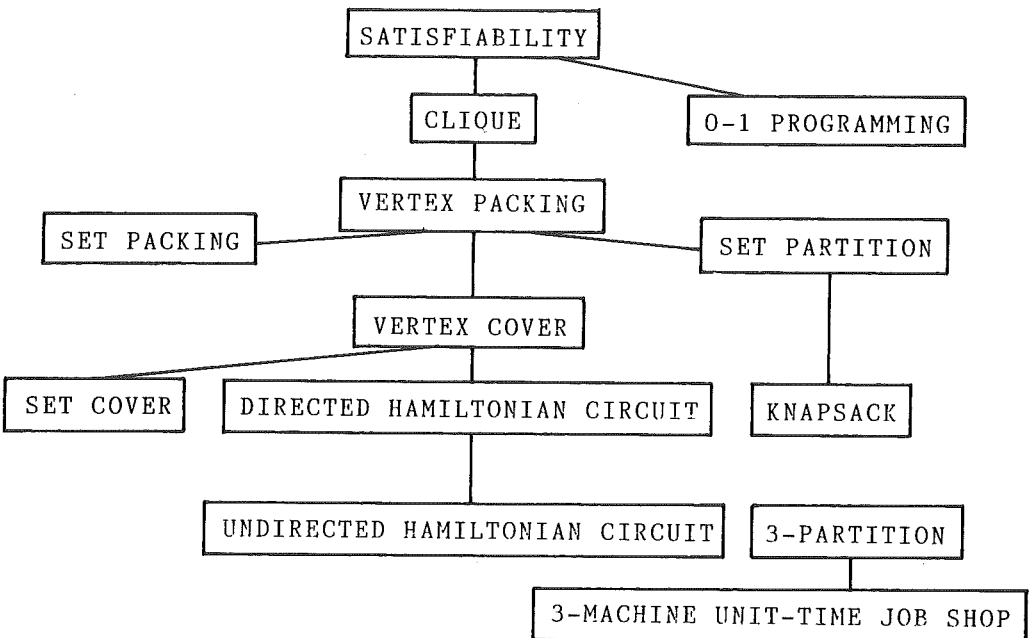 SATISFIABILITY
CLIQUE
0-1 PROGRAMMING
VERTEX PACKING
SET PACKING
SET PARTITION
VERTEX COVER
SET COVER
DIRECTED HAMILTONIAN CIRCUIT
KNAPSACK
UNDIRECTED HAMILTONIAN CIRCUIT
3-PARTITION
3-MACHINE UNIT-TIME JOB SHOP